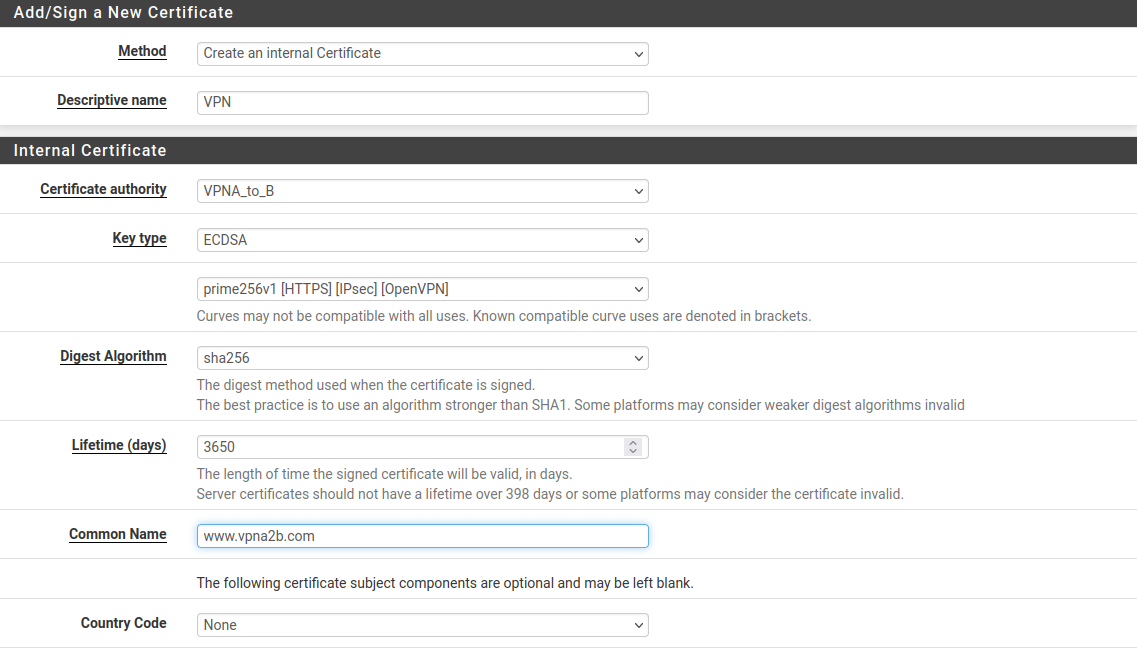 Add/Sign a New Certificate
Method
Create an internal Certificate
Descriptive name
VPN
Internal Certificate
Certificate authority
VPNA_to_B
Key type
ECDSA
prime256v1 [HTTPS] [IPsec] [OpenVPN]
Curves may not be compatible with all uses. Known compatible curve uses are denoted in brackets.
Digest Algorithm
sha256
The digest method used when the certificate is signed.
The best practice is to use an algorithm stronger than SHA1. Some platforms may consider weaker digest algorithms invalid
Lifetime (days)
3650
The length of time the signed certificate will be valid, in days.
Server certificates should not have a lifetime over 398 days or some platforms may consider the certificate invalid.
Common Name
www.vpna2b.com
The following certificate subject components are optional and may be left blank.
Country Code
None